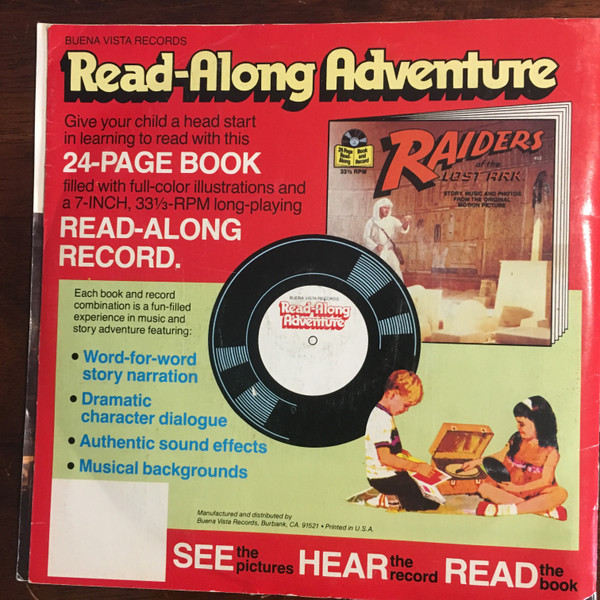 BUENA VISTA RECORDS
Read-Along Adventure
Give your child a head start
in learning to read with this
24-PAGE BOOK
filled with full-color illustrations and
a 7-INCH, 33⅓-RPM long-playing
READ-ALONG
RECORD.
24-Page Read-Along
Book and Record
33⅓ RPM
RAIDERS
of the
LOST ARK
STORY, MUSIC AND PHOTOS
FROM THE ORIGINAL
MOTION PICTURE
Each book and record
combination is a fun-filled
experience in music and
story adventure featuring:
• Word-for-word
story narration
• Dramatic
character dialogue
• Authentic sound effects
• Musical backgrounds
BUENA VISTA RECORDS
Read-Along
Adventure
Manufactured and distributed by
Buena Vista Records, Burbank, CA. 91521 • Printed in U.S.A.
SEE the pictures HEAR the record READ the book